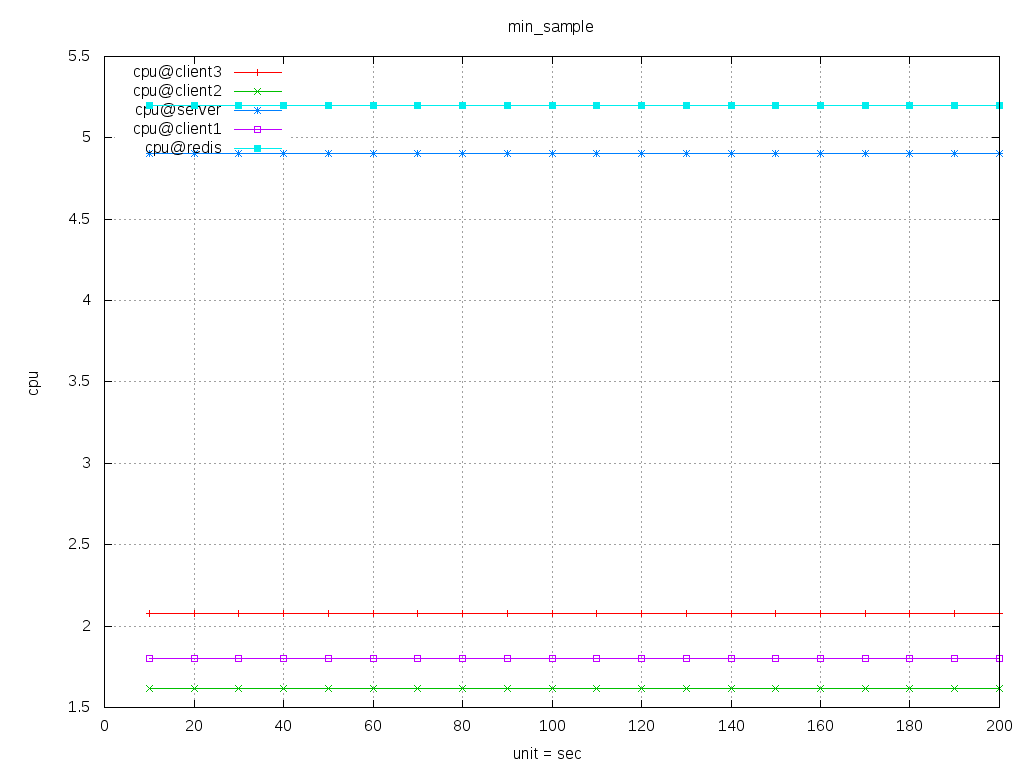 min_sample
5.5
5
4.5
4
3.5
3
2.5
2
1.5
cpu
cpu@client3
cpu@client2
cpu@server
cpu@client1
cpu@redis
0 20 40 60 80 100 120 140 160 180 200
unit = sec